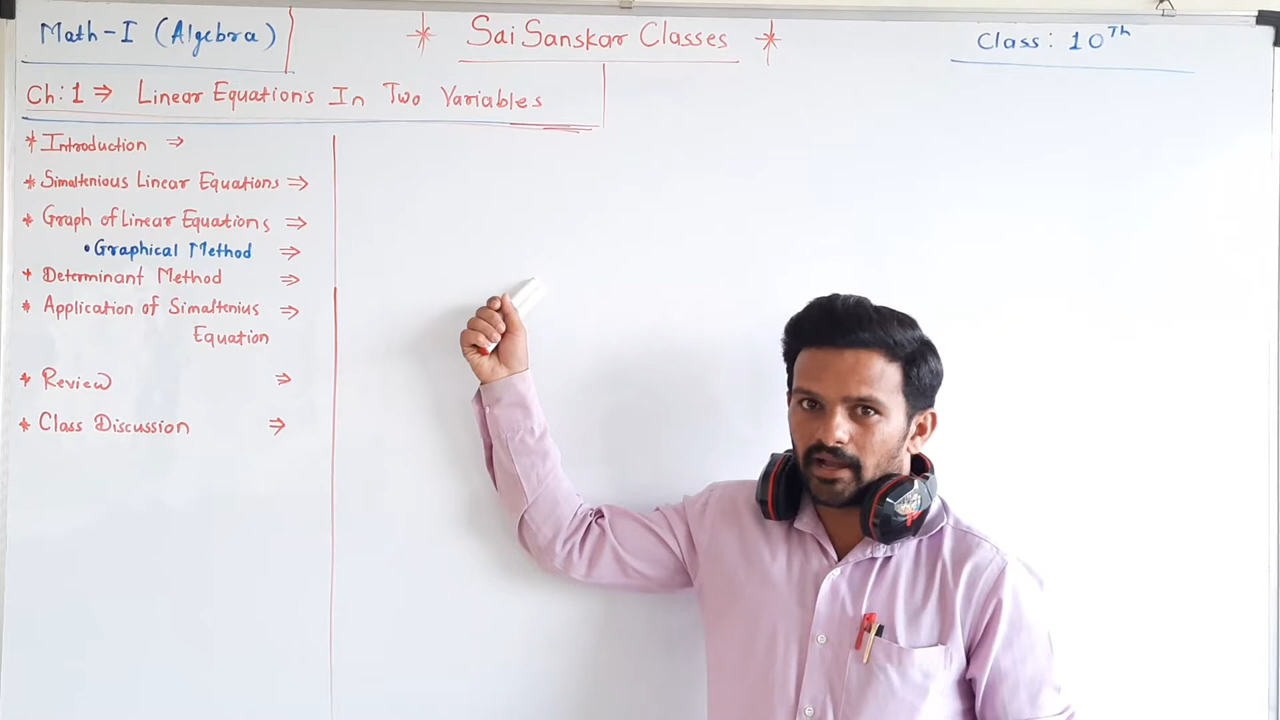 Math-I (Algebra)
* Sai Sanskar Classes *
Class: 10Th
Ch:1 ⇒ Linear Equations In Two Variables
* Introduction ⇒
* Simaltenious Linear Equations ⇒
* Graph of Linear Equations ⇒
• Graphical Method ⇒
* Determinant Method ⇒
* Application of Simaltenius ⇒
Equation
* Review ⇒
* Class Discussion ⇒